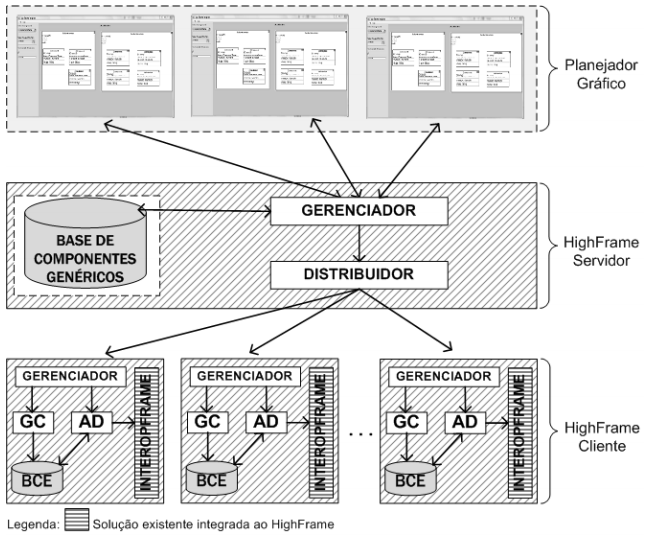 Planejador
Gráfico
GERENCIADOR
BASE DE
COMPONENTES
GENÉRICOS
DISTRIBUIDOR
HighFrame
Servidor
GERENCIADOR
GC
AD
BCE
INTEROPFRAME
GERENCIADOR
GC
AD
BCE
INTEROPFRAME
...
GERENCIADOR
GC
AD
BCE
INTEROPFRAME
HighFrame
Cliente
Legenda: Solução existente integrada ao HighFrame